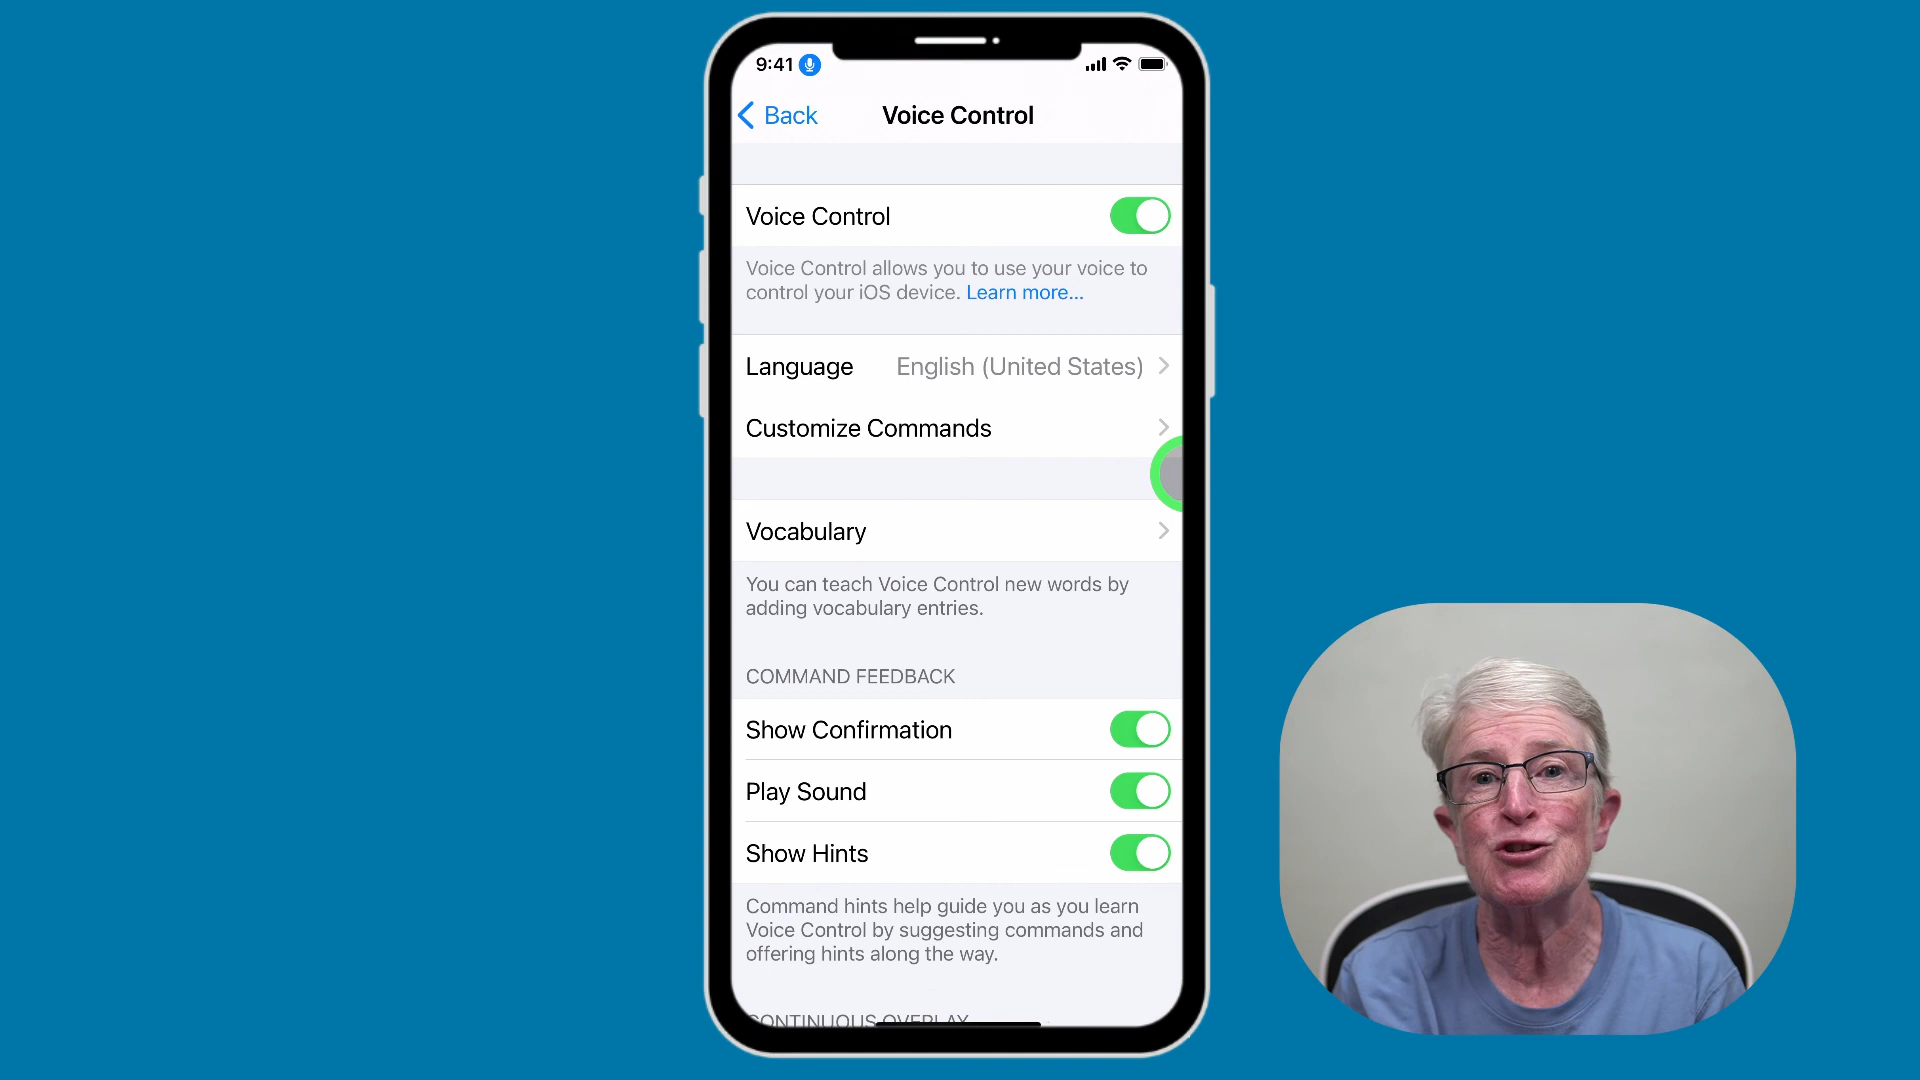 9:41
Back
Voice Control
Voice Control
Voice Control allows you to use your voice to
control your iOS device. Learn more...
Language English (United States)
Customize Commands
Vocabulary
You can teach Voice Control new words by
adding vocabulary entries.
COMMAND FEEDBACK
Show Confirmation
Play Sound
Show Hints
Command hints help guide you as you learn
Voice Control by suggesting commands and
offering hints along the way.
CONTINUOUS OVERLAY